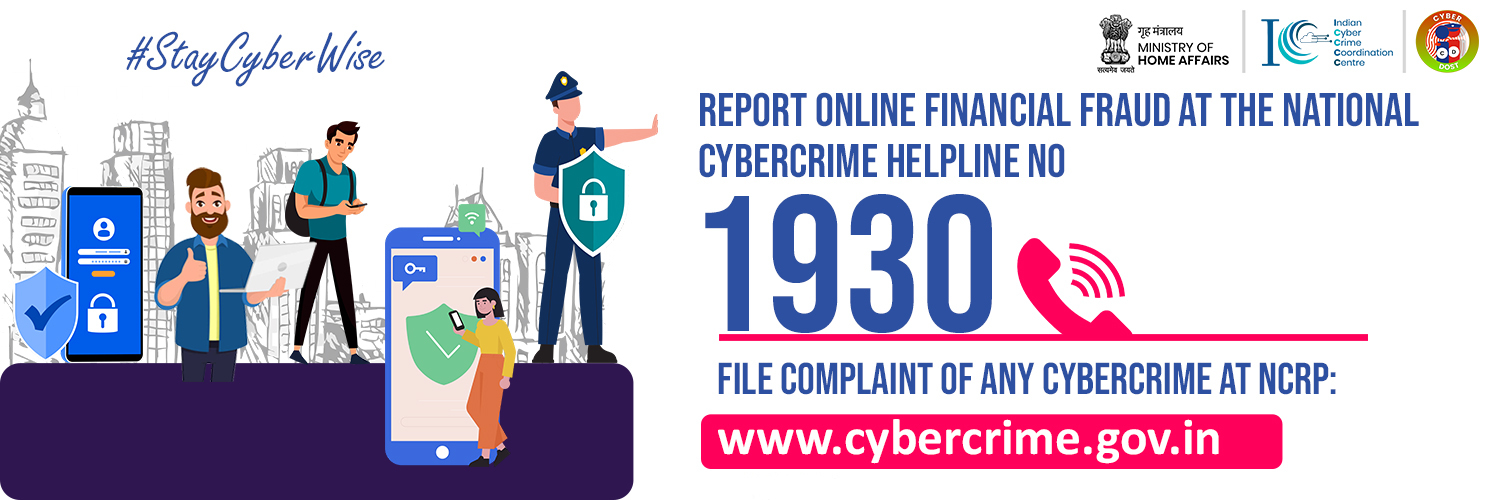 #StayCyberWise
गृह मंत्रालय
MINISTRY OF
HOME AFFAIRS
सत्यमेव जयते
I
Indian
Cyber
Crime
Coordination
Centre
CYBER
CD
DOST
REPORT ONLINE FINANCIAL FRAUD AT THE NATIONAL
CYBERCRIME HELPLINE NO
1930
FILE COMPLAINT OF ANY CYBERCRIME AT NCRP:
www.cybercrime.gov.in